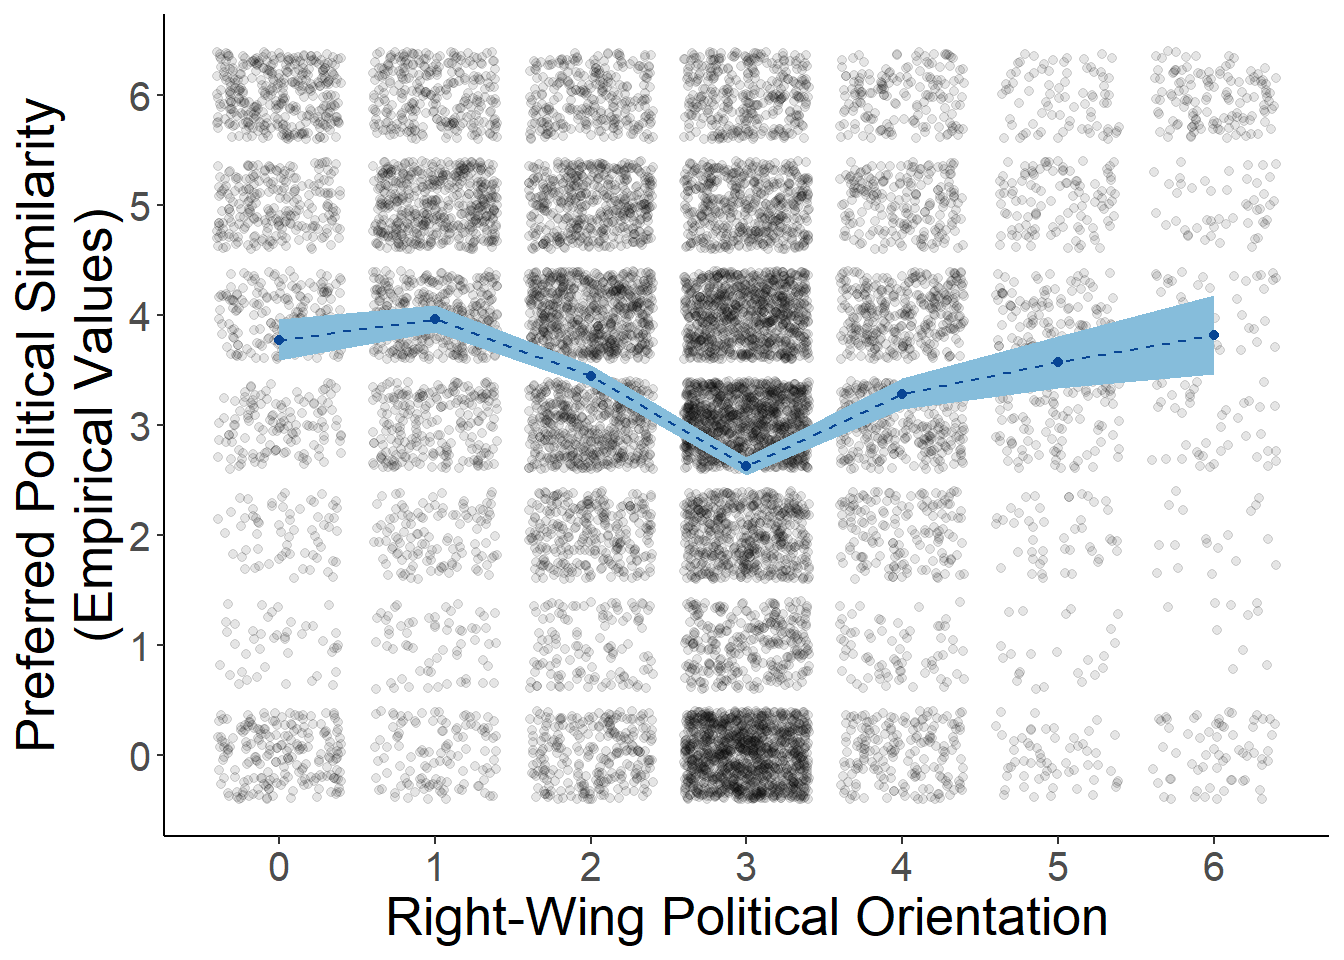 Preferred Political Similarity
(Empirical Values)
6
5
4
3
2
1
0
0 1 2 3 4 5 6
Right-Wing Political Orientation